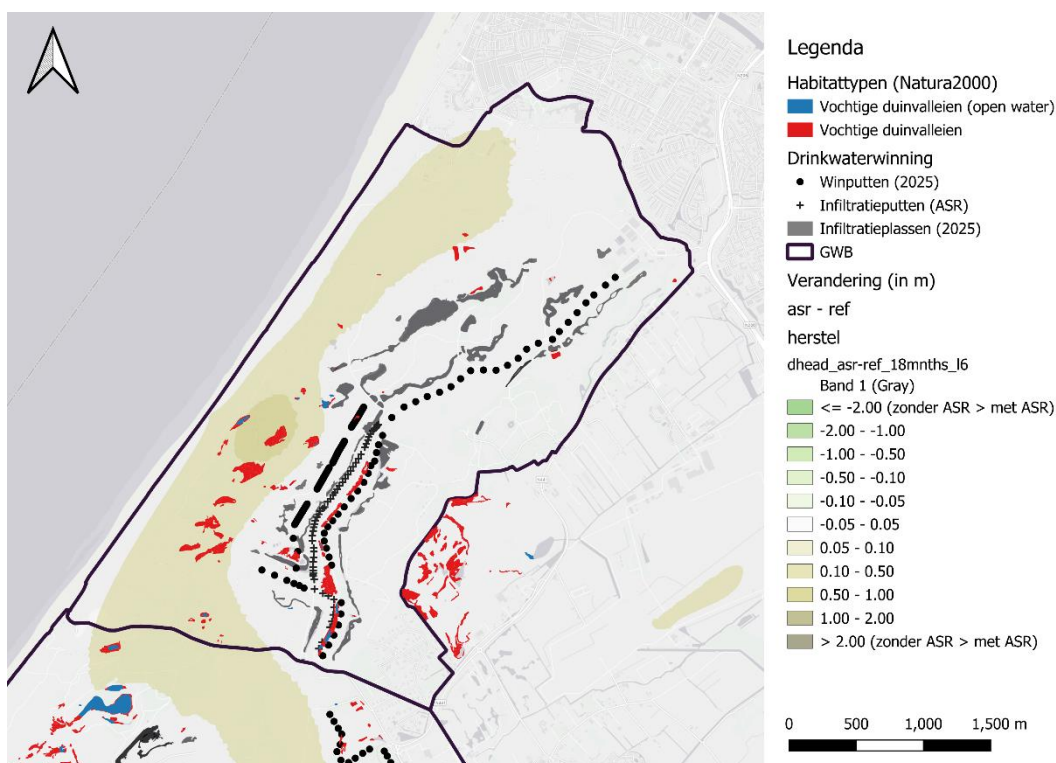 Legenda
Habitattypen (Natura2000)
Vochtige duinvalleien (open water)
Vochtige duinvalleien
Drinkwaterwinning
Winputten (2025)
Infiltratieputten (ASR)
Infiltratieplassen (2025)
GWB
Verandering (in m)
asr - ref
herstel
dhead_asr-ref_18mnths_l6
Band 1 (Gray)
<= -2.00 (zonder ASR > met ASR)
-2.00 - -1.00
-1.00 - -0.50
-0.50 - -0.10
-0.10 - -0.05
-0.05 - 0.05
0.05 - 0.10
0.10 - 0.50
0.50 - 1.00
1.00 - 2.00
> 2.00 (zonder ASR > met ASR)
0 500 1,000 1,500 m